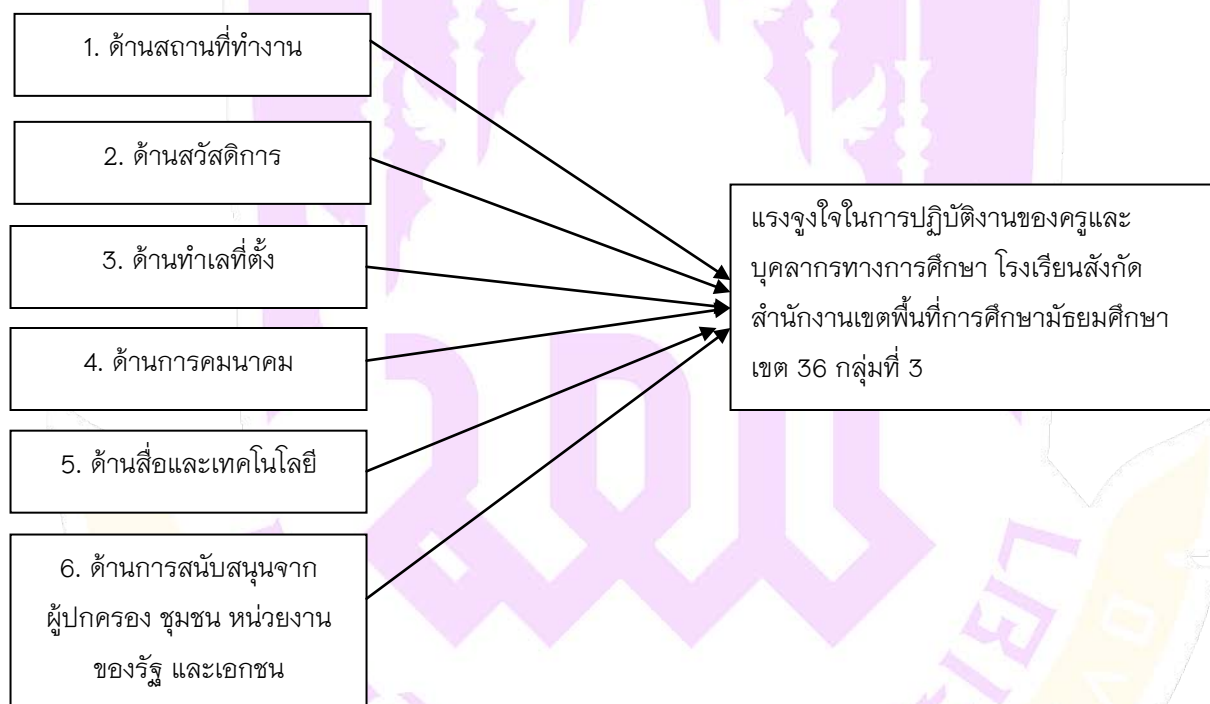 1. ด้านสถานที่ทำงาน
2. ด้านสวัสดิการ
3. ด้านทำเลที่ตั้ง
4. ด้านการคมนาคม
5. ด้านสื่อและเทคโนโลยี
6. ด้านการสนับสนุนจาก
ผู้ปกครอง ชุมชน หน่วยงาน
ของรัฐ และเอกชน
แรงจูงใจในการปฏิบัติงานของครูและ
บุคลากรทางการศึกษา โรงเรียนสังกัด
สำนักงานเขตพื้นที่การศึกษามัธยมศึกษา
เขต 36 กลุ่มที่ 3